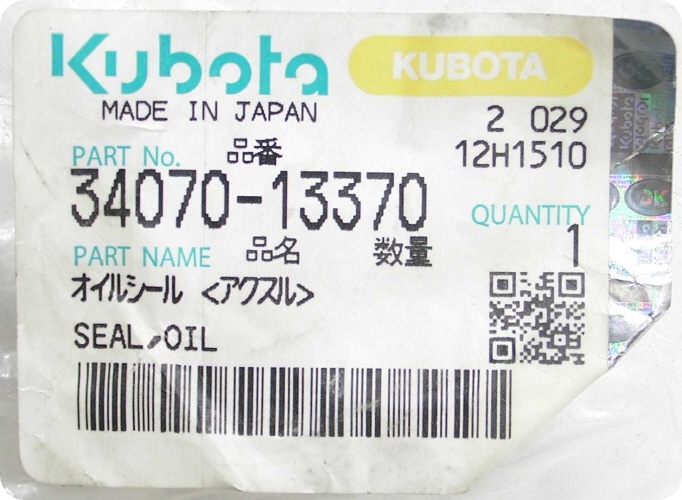 Kubota KUBOTA
MADE IN JAPAN 2 029
PART No. 品番 12H1510
34070-13370
QUANTITY
PART NAME 品名 数量 1
オイルシール <アクスル>
SEAL,OIL